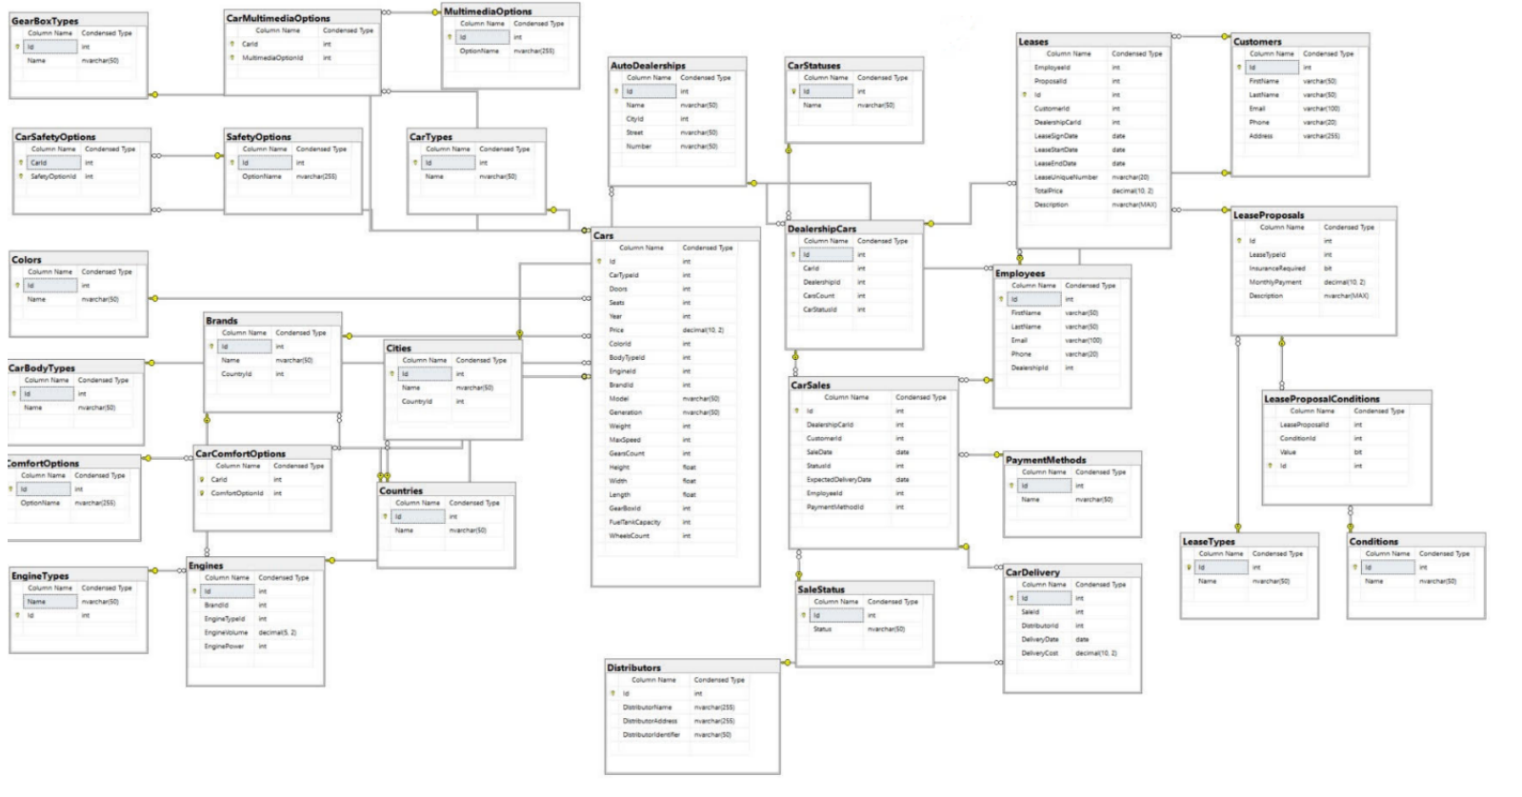 GearBoxTypes
Column Name Condensed Type
Id int
Name nvarchar(50)
CarMultimediaOptions
Column Name Condensed Type
CarId int
MultimediaOptionId int
MultimediaOptions
Column Name Condensed Type
Id int
OptionName nvarchar(255)
AutoDealerships
Column Name Condensed Type
Id int
Name nvarchar(50)
CityId int
Street nvarchar(50)
Number nvarchar(50)
CarStatuses
Column Name Condensed Type
Id int
Name nvarchar(50)
Leases
Column Name Condensed Type
EmployeeId int
ProposalId int
Id int
CustomerId int
DealershipCarId int
LeaseSignDate date
LeaseStartDate date
LeaseEndDate date
LeaseUniqueNumber nvarchar(20)
TotalPrice decimal(10, 2)
Description nvarchar(MAX)
Customers
Column Name Condensed Type
Id int
FirstName varchar(50)
LastName varchar(50)
Email varchar(100)
Phone varchar(20)
Address varchar(255)
CarSafetyOptions
Column Name Condensed Type
CarId int
SafetyOptionId int
SafetyOptions
Column Name Condensed Type
Id int
OptionName nvarchar(255)
CarTypes
Column Name Condensed Type
Id int
Name nvarchar(50)
Cars
Column Name Condensed Type
Id int
CarTypeId int
Doors int
Seats int
Year int
Price decimal(10, 2)
ColorId int
BodyTypeId int
EngineId int
BrandId int
Model nvarchar(50)
Generation nvarchar(50)
Weight int
MaxSpeed int
GearsCount int
Height float
Width float
Length float
GearBoxId int
FuelTankCapacity int
WheelsCount int
DealershipCars
Column Name Condensed Type
Id int
CarId int
DealershipId int
CarsCount int
CarStatusId int
LeaseProposals
Column Name Condensed Type
Id int
LeaseTypeId int
InsuranceRequired bit
MonthlyPayment decimal(10, 2)
Description nvarchar(MAX)
Colors
Column Name Condensed Type
Id int
Name nvarchar(50)
Employees
Column Name Condensed Type
Id int
FirstName varchar(50)
LastName varchar(50)
Email varchar(100)
Phone varchar(20)
DealershipId int
Brands
Column Name Condensed Type
Id int
Name nvarchar(50)
CountryId int
Cities
Column Name Condensed Type
Id int
Name nvarchar(50)
CountryId int
CarBodyTypes
Column Name Condensed Type
Id int
Name nvarchar(50)
CarSales
Column Name Condensed Type
Id int
DealershipCarId int
CustomerId int
SaleDate date
StatusId int
ExpectedDeliveryDate date
EmployeeId int
PaymentMethodId int
LeaseProposalConditions
Column Name Condensed Type
LeaseProposalId int
ConditionId int
Value bit
Id int
ComfortOptions
Column Name Condensed Type
Id int
OptionName nvarchar(255)
CarComfortOptions
Column Name Condensed Type
CarId int
ComfortOptionId int
Countries
Column Name Condensed Type
Id int
Name nvarchar(50)
PaymentMethods
Column Name Condensed Type
Id int
Name nvarchar(50)
EngineTypes
Column Name Condensed Type
Name nvarchar(50)
Id int
Engines
Column Name Condensed Type
Id int
BrandId int
EngineTypeId int
EngineVolume decimal(5, 2)
EnginePower int
SaleStatus
Column Name Condensed Type
Id int
Status nvarchar(50)
CarDelivery
Column Name Condensed Type
Id int
SaleId int
DistributorId int
DeliveryDate date
DeliveryCost decimal(10, 2)
LeaseTypes
Column Name Condensed Type
Id int
Name nvarchar(50)
Conditions
Column Name Condensed Type
Id int
Name nvarchar(50)
Distributors
Column Name Condensed Type
Id int
DistributorName nvarchar(255)
DistributorAddress nvarchar(255)
DistributorIdentifier nvarchar(50)